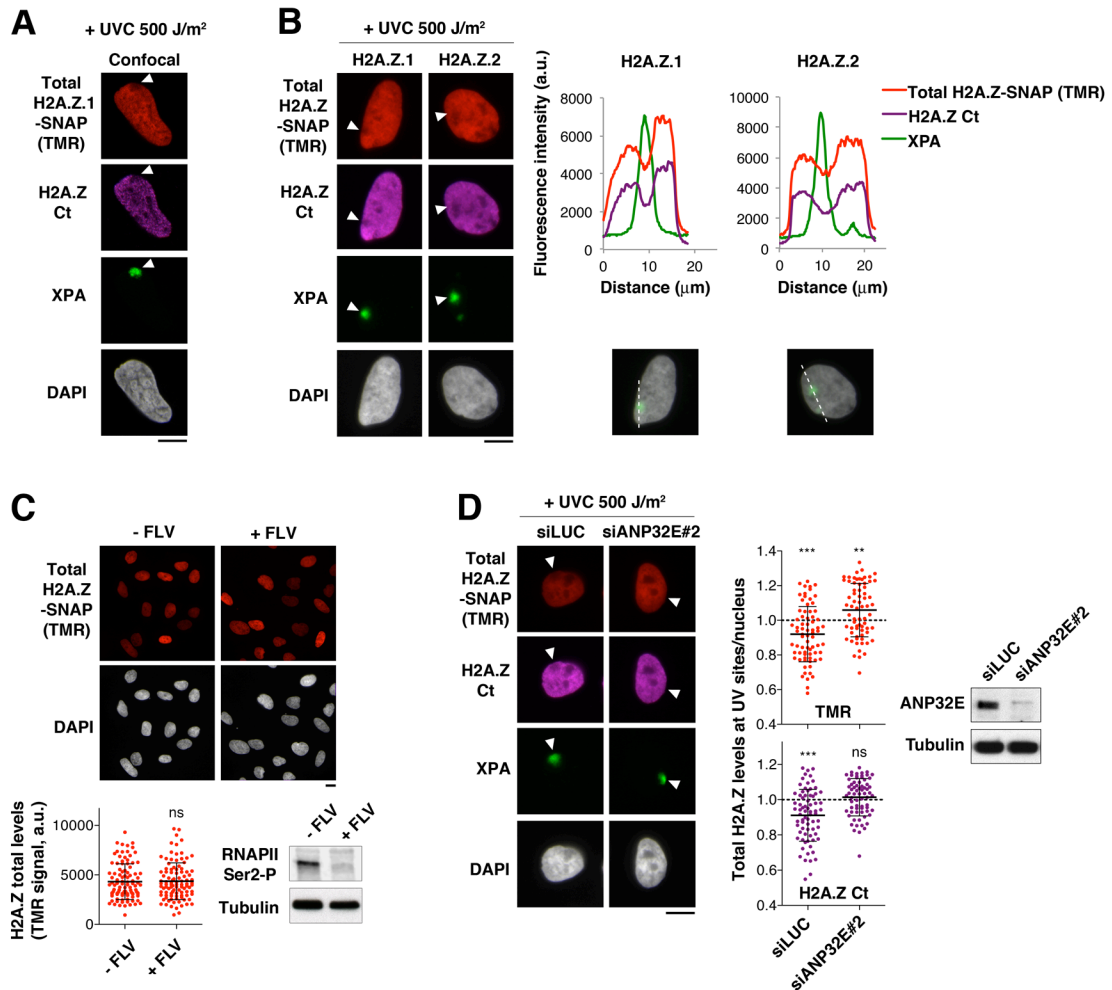 A
+ UVC 500 J/m²
Confocal
Total
H2A.Z.1
-SNAP
(TMR)
H2A.Z
Ct
XPA
DAPI
B
+ UVC 500 J/m²
H2A.Z.1 H2A.Z.2
Total
H2A.Z
-SNAP
(TMR)
H2A.Z
Ct
XPA
DAPI
H2A.Z.1
Fluorescence intensity (a.u.)
8000
6000
4000
2000
0
0 10 20
Distance (μm)
H2A.Z.2
10000
8000
6000
4000
2000
0
0 10 20
Distance (μm)
Total H2A.Z-SNAP (TMR)
H2A.Z Ct
XPA
C
- FLV + FLV
Total
H2A.Z
-SNAP
(TMR)
DAPI
H2A.Z total levels
(TMR signal, a.u.)
10000
5000
0
ns
- FLV
+ FLV
- FLV
+ FLV
RNAPII
Ser2-P
Tubulin
D
+ UVC 500 J/m²
siLUC siANP32E#2
Total
H2A.Z
-SNAP
(TMR)
H2A.Z
Ct
XPA
DAPI
Total H2A.Z levels at UV sites/nucleus
1.4
1.2
1.0
0.8
0.6
0.4
*** **
TMR
1.2
1.0
0.8
0.6
0.4
*** ns
H2A.Z Ct
siLUC
siANP32E#2
siLUC
siANP32E#2
ANP32E
Tubulin